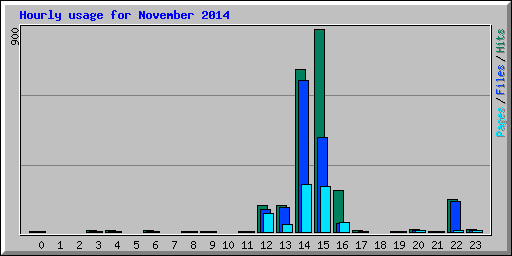 Hourly usage for November 2014
900
Pages/Files/Hits
0 1 2 3 4 5 6 7 8 9 10 11 12 13 14 15 16 17 18 19 20 21 22 23